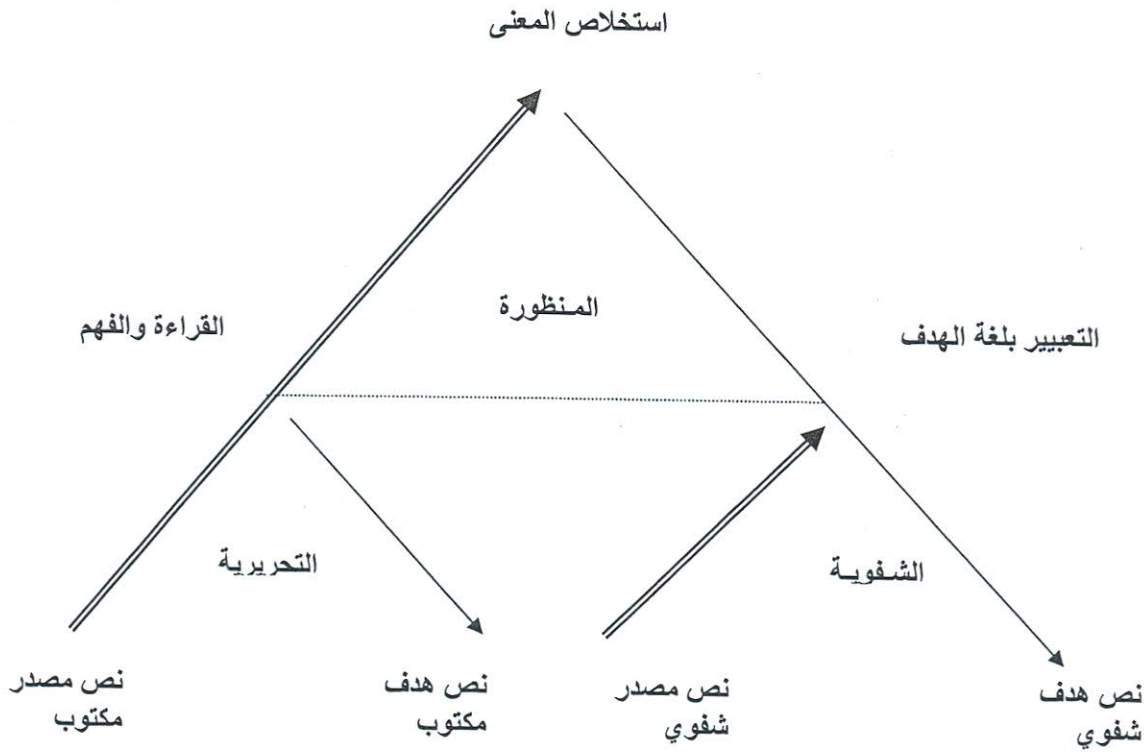 استخلاص المعنى
المنظورة
القراءة والفهم
التعبيير بلغة الهدف
التحريرية
الشفوية
نص مصدر
مكتوب
نص هدف
مكتوب
نص مصدر
شفوي
نص هدف
شفوي